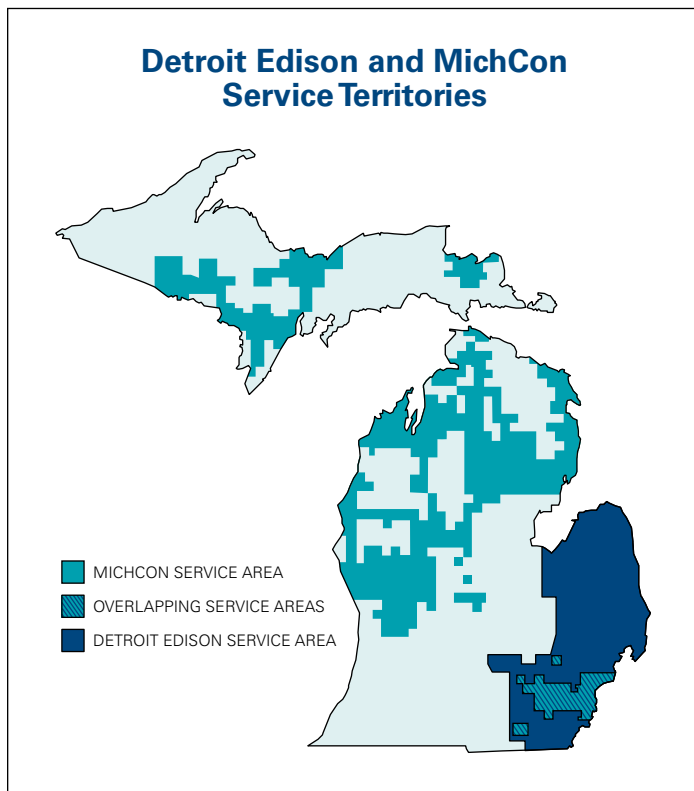 Detroit Edison and MichCon
Service Territories
MICHCON SERVICE AREA
OVERLAPPING SERVICE AREAS
DETROIT EDISON SERVICE AREA